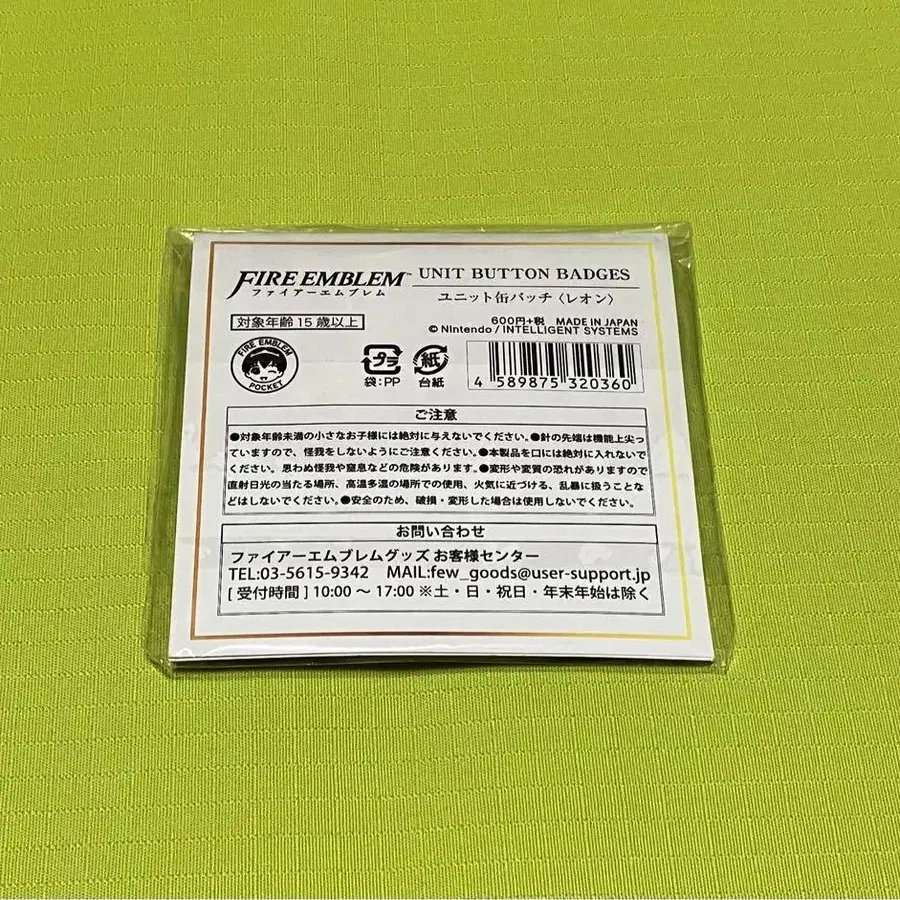 FIRE EMBLEM™ UNIT BUTTON BADGES
ファイアーエムブレム ユニット缶バッチ〈レオン〉
対象年齢15歳以上 600円+税 MADE IN JAPAN
© Nintendo / INTELLIGENT SYSTEMS
FIRE EMBLEM
POCKET
プラ
袋:PP
紙
台紙
4 589875 320360
ご注意
●対象年齢未満の小さなお子様には絶対に与えないでください。●針の先端は機能上尖っ
ていますので、怪我をしないようにご注意ください。●本製品を口には絶対に入れないで
ください。思わぬ怪我や窒息などの危険があります。●変形や変質の恐れがありますので
直射日光の当たる場所、高温多湿の場所での使用、火気に近づける、乱暴に扱うことな
どはしないでください。●安全のため、破損・変形した場合は使用しないでください。
お問い合わせ
ファイアーエムブレムグッズ お客様センター
TEL:03-5615-9342 MAIL:few_goods@user-support.jp
[ 受付時間 ] 10:00 ～ 17:00 ※土・日・祝日・年末年始は除く